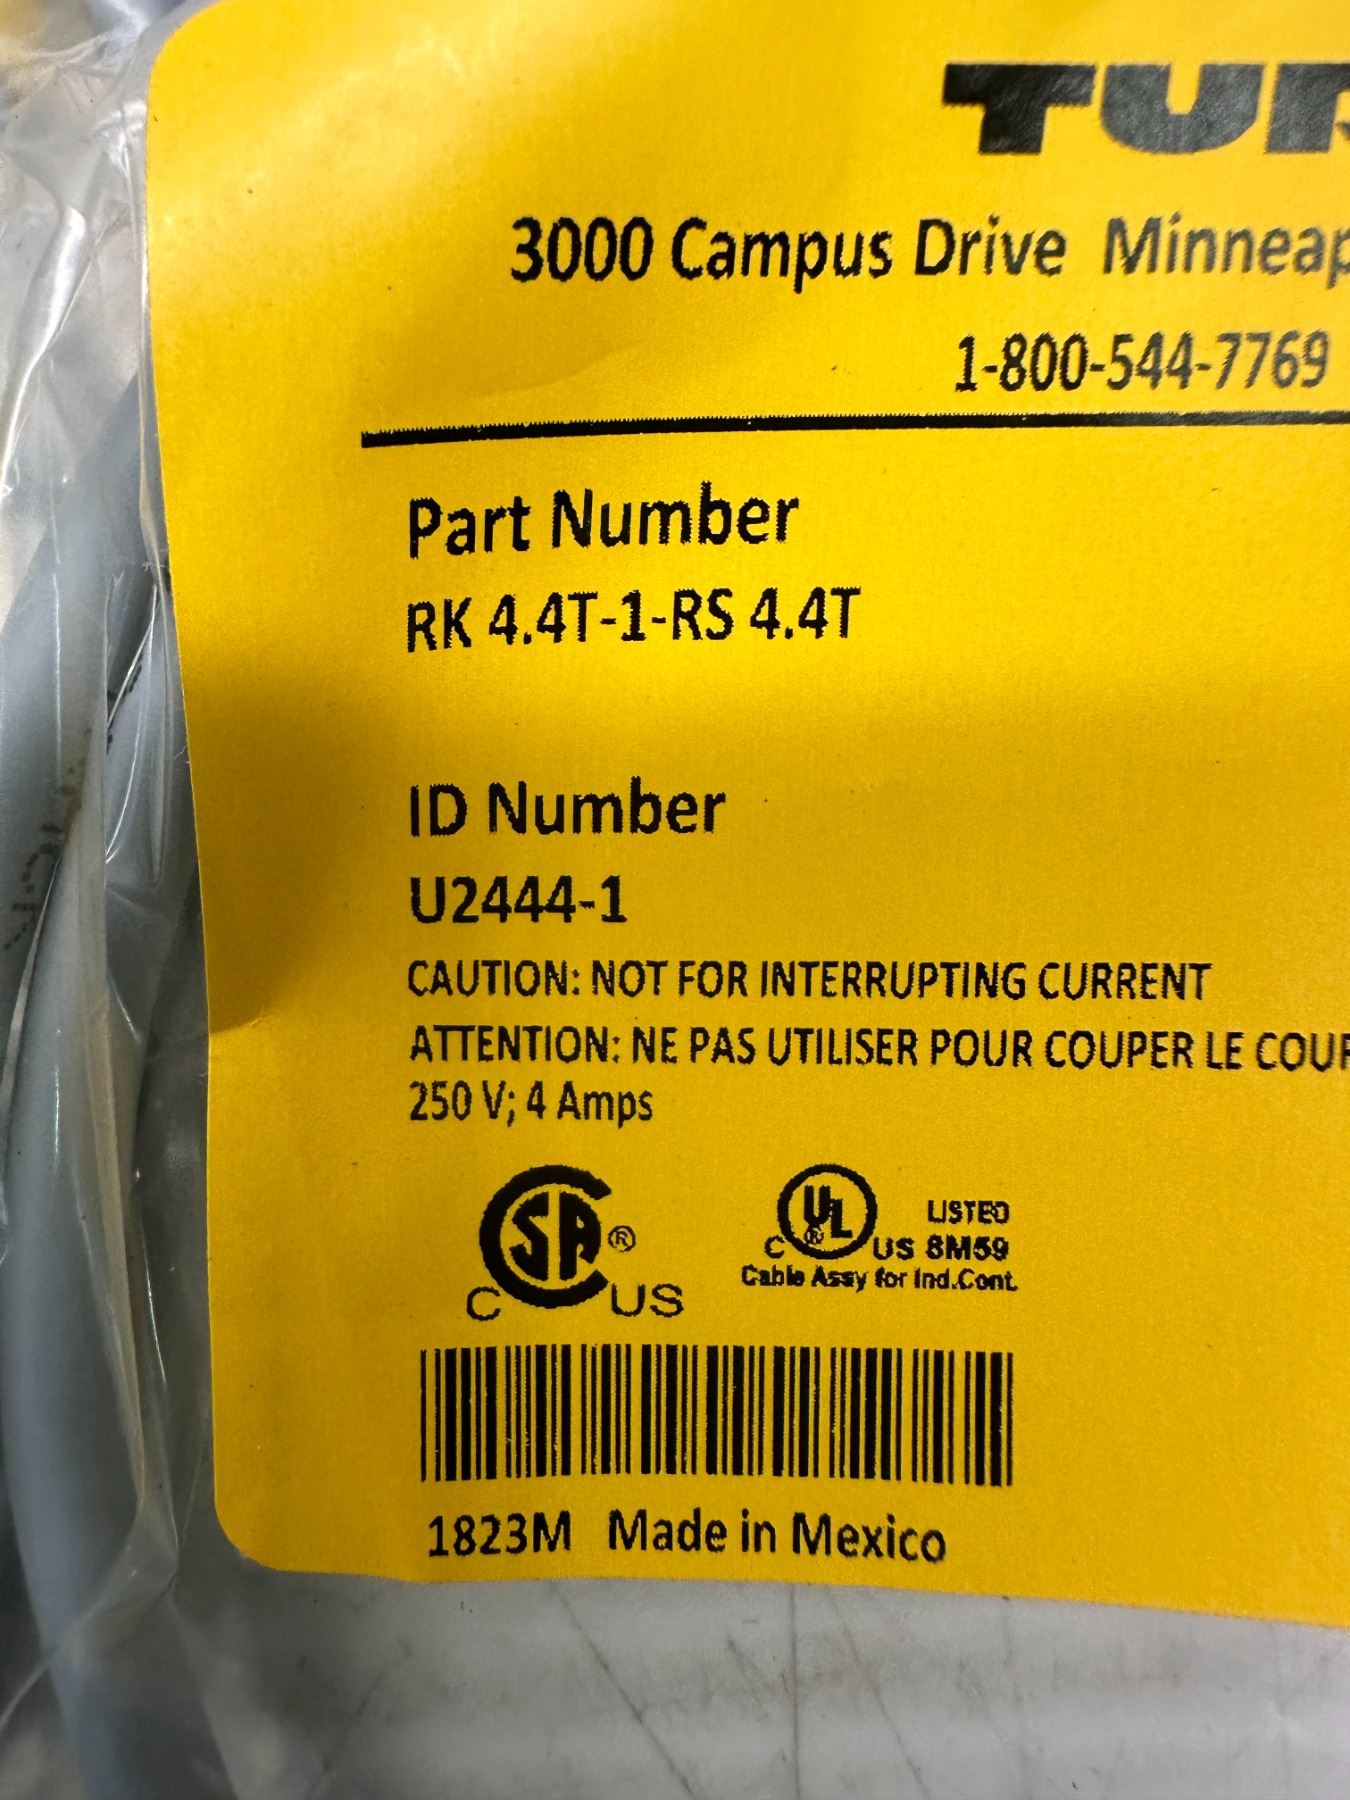 TUR
3000 Campus Drive Minneap
1-800-544-7769
Part Number
RK 4.4T-1-RS 4.4T
ID Number
U2444-1
CAUTION: NOT FOR INTERRUPTING CURRENT
ATTENTION: NE PAS UTILISER POUR COUPER LE COUR
250 V; 4 Amps
CSA® C US
C UL® US LISTED 8M59
Cable Assy for Ind.Cont.
1823M Made in Mexico